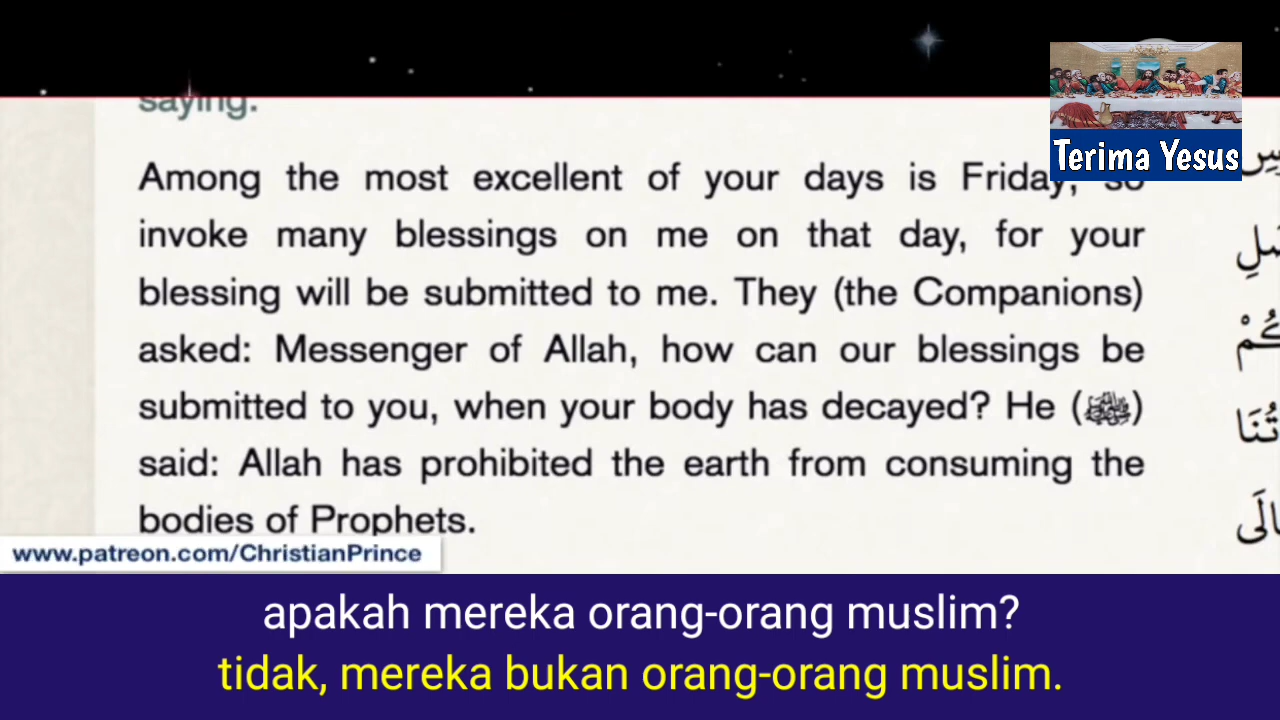 saying.
Terima Yesus
Among the most excellent of your days is Friday, so
invoke many blessings on me on that day, for your
blessing will be submitted to me. They (the Companions)
asked: Messenger of Allah, how can our blessings be
submitted to you, when your body has decayed? He (ﷺ)
said: Allah has prohibited the earth from consuming the
bodies of Prophets.
www.patreon.com/ChristianPrince
apakah mereka orang-orang muslim?
tidak, mereka bukan orang-orang muslim.